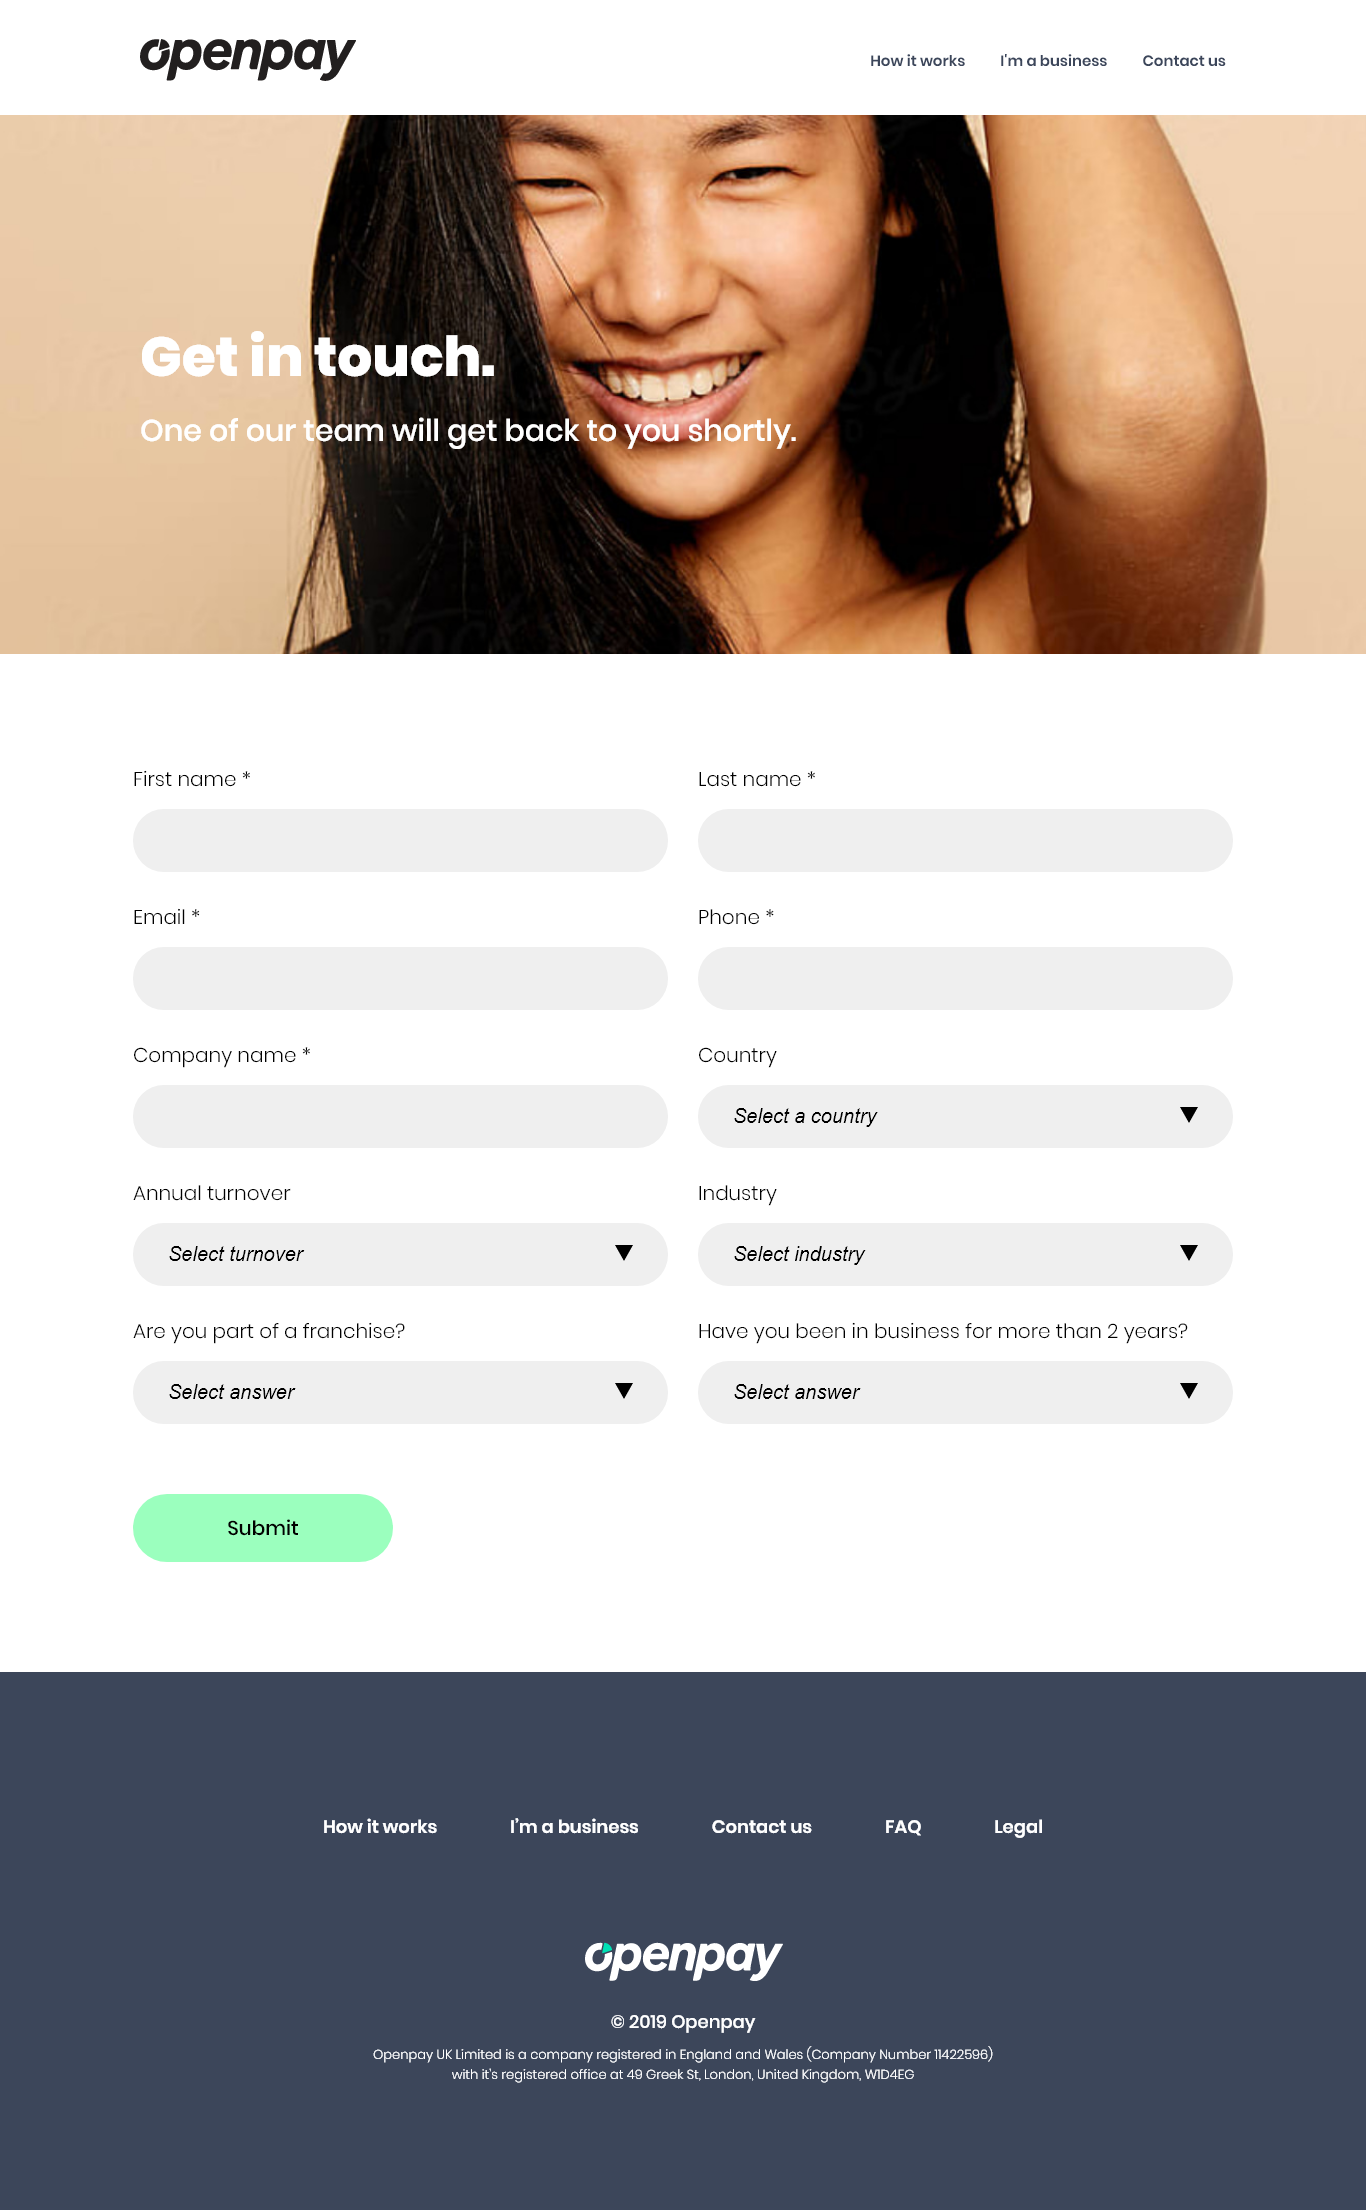 openpay
How it works
I'm a business
Contact us
Get in touch.
One of our team will get back to you shortly.
First name *
Last name *
Email *
Phone *
Company name *
Country
Select a country
Annual turnover
Industry
Select turnover
Select industry
Are you part of a franchise?
Have you been in business for more than 2 years?
Select answer
Select answer
Submit
How it works
I'm a business
Contact us
FAQ
Legal
openpay
© 2019 Openpay
Openpay UK Limited is a company registered in England and Wales (Company Number 11422596)
with it's registered office at 49 Greek St, London, United Kingdom, W1D4EG